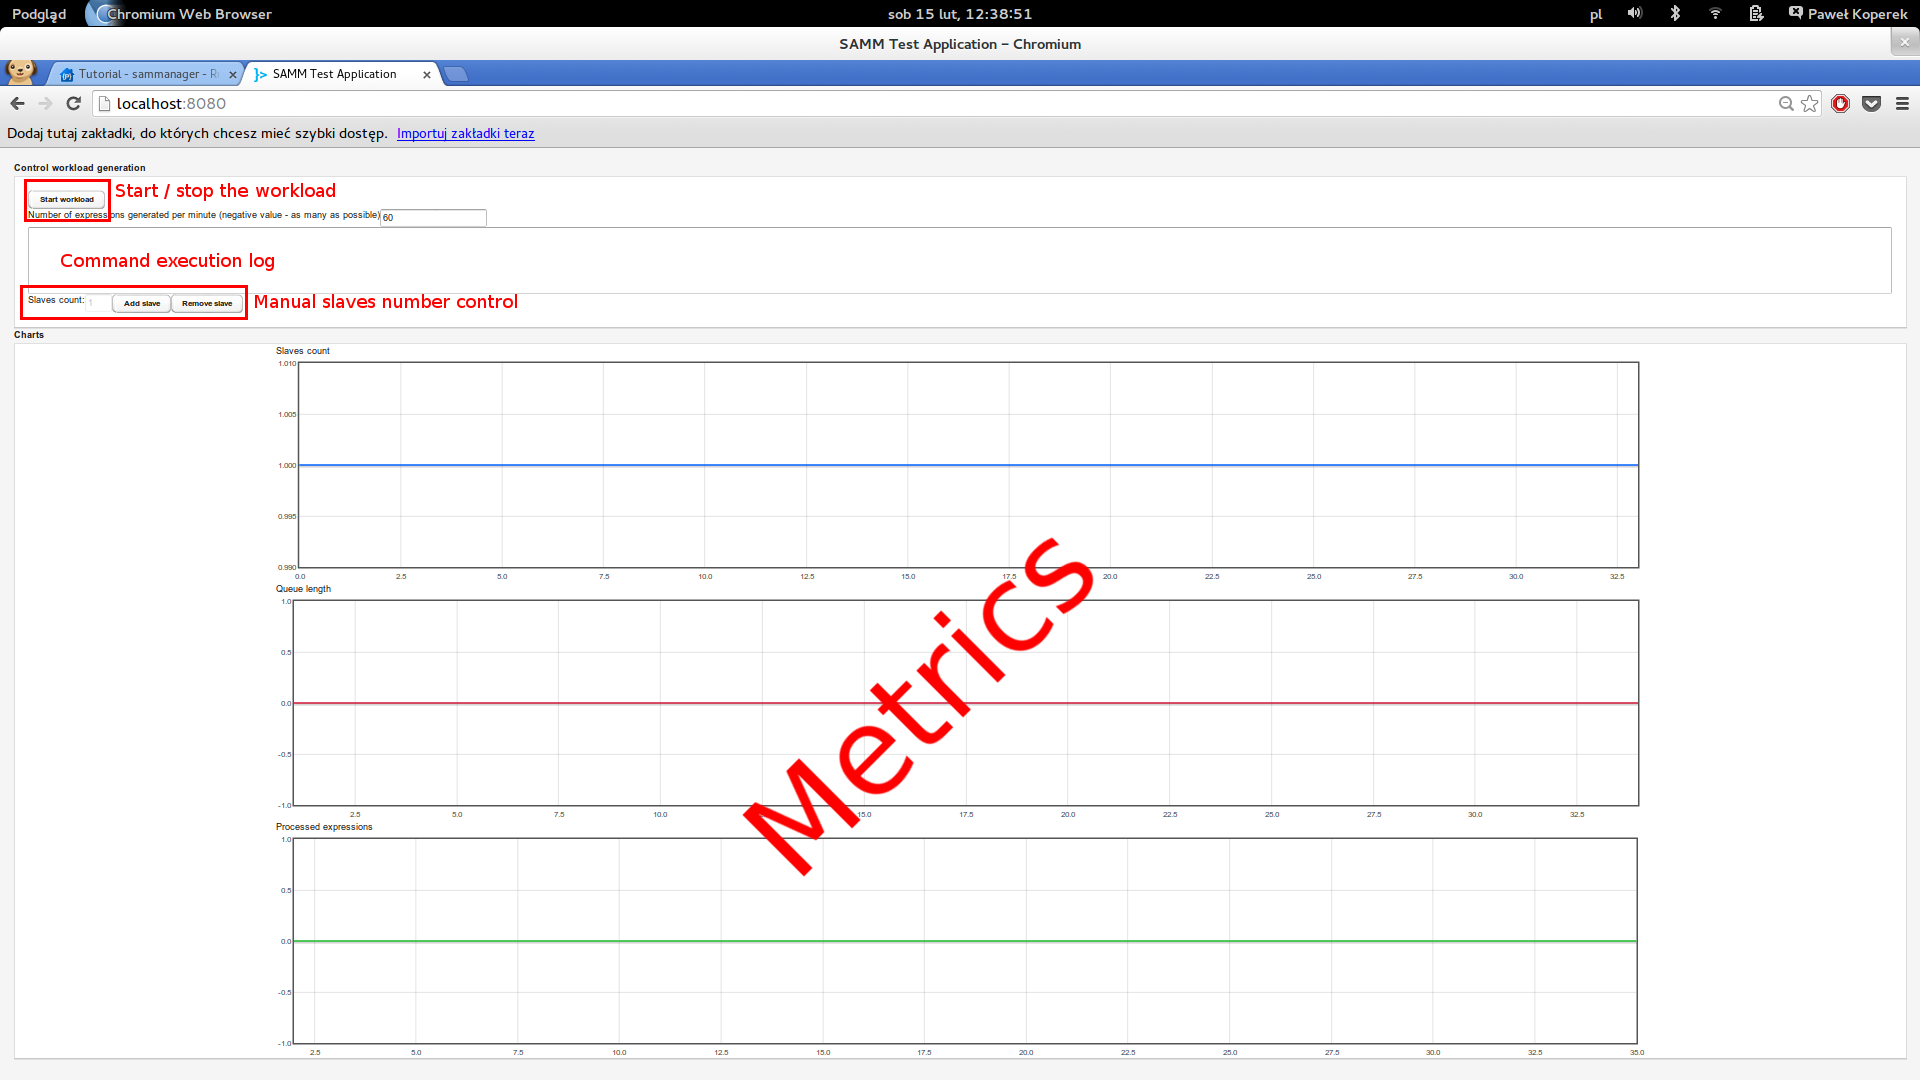 Podgląd Chromium Web Browser sob 15 lut, 12:38:51 pl Paweł Koperek
SAMM Test Application - Chromium
Tutorial - sammanager - SAMM Test Application
localhost:8080
Dodaj tutaj zakładki, do których chcesz mieć szybki dostęp. Importuj zakładki teraz
Control workload generation
Start workload Start / stop the workload
Number of expressions generated per minute (negative value - as many as possible) 60
Command execution log
Slaves count: 1 Add slave Remove slave Manual slaves number control
Charts
Slaves count
1.010
1.005
1.000
0.995
0.990
0.0 2.5 5.0 7.5 10.0 12.5 15.0 17.5 20.0 22.5 25.0 27.5 30.0 32.5
Queue length
1.0
0.5
0.0
-0.5
-1.0
2.5 5.0 7.5 10.0 15.0 17.5 20.0 22.5 25.0 27.5 30.0 32.5
Metrics
Processed expressions
1.0
0.5
0.0
-0.5
-1.0
2.5 5.0 7.5 10.0 12.5 15.0 17.5 20.0 22.5 25.0 27.5 30.0 32.5 35.0